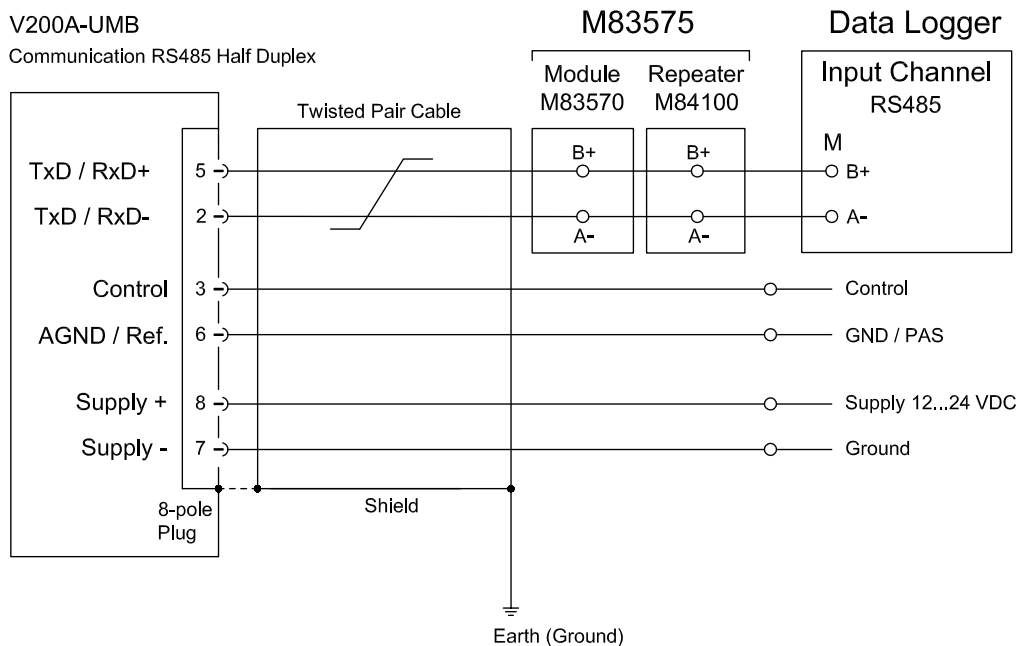 V200A-UMB
Communication RS485 Half Duplex
M83575
Data Logger
Module
M83570
Repeater
M84100
Input Channel
RS485
Twisted Pair Cable
M
TxD / RxD+ 5 B+ B+ B+
TxD / RxD- 2 A- A- A-
Control 3 Control
AGND / Ref. 6 GND / PAS
Supply + 8 Supply 12...24 VDC
Supply - 7 Ground
8-pole
Plug
Shield
Earth (Ground)